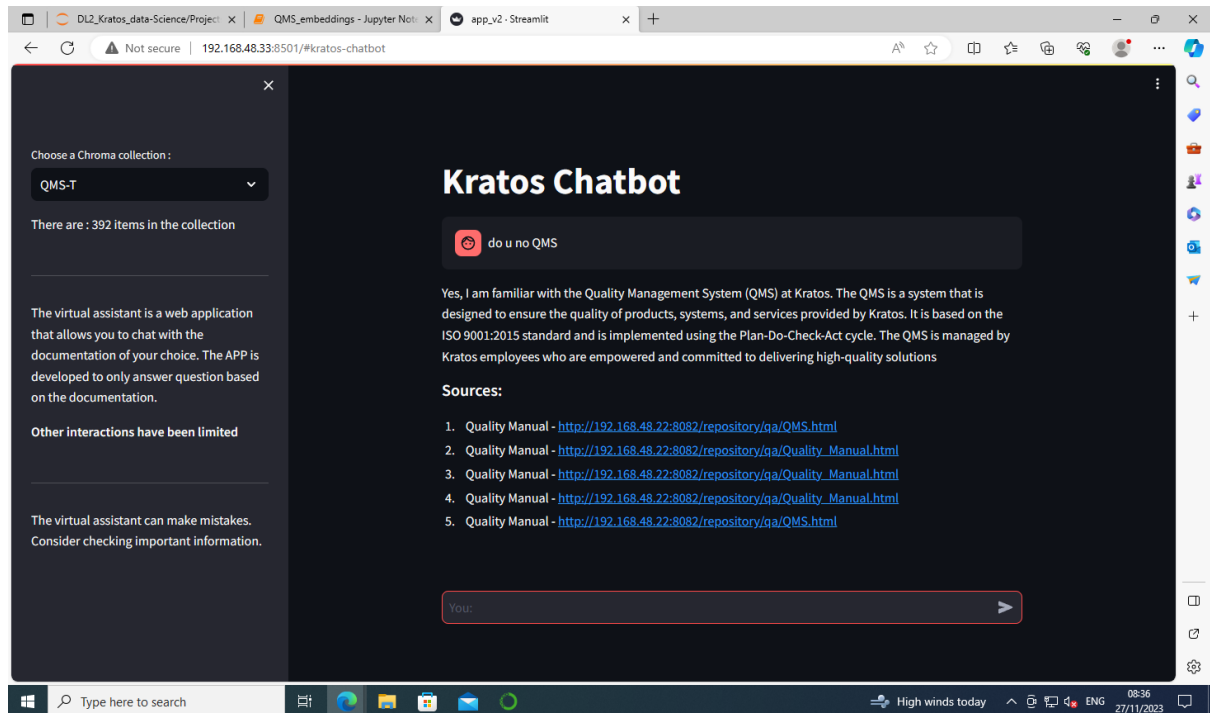 DL2_Kratos_data-Science/Project
QMS_embeddings - Jupyter Not
app_v2 · Streamlit
Not secure
192.168.48.33:8501/#kratos-chatbot
Choose a Chroma collection :
QMS-T
There are : 392 items in the collection
The virtual assistant is a web application
that allows you to chat with the
documentation of your choice. The APP is
developed to only answer question based
on the documentation.
Other interactions have been limited
The virtual assistant can make mistakes.
Consider checking important information.
Kratos Chatbot
do u no QMS
Yes, I am familiar with the Quality Management System (QMS) at Kratos. The QMS is a system that is
designed to ensure the quality of products, systems, and services provided by Kratos. It is based on the
ISO 9001:2015 standard and is implemented using the Plan-Do-Check-Act cycle. The QMS is managed by
Kratos employees who are empowered and committed to delivering high-quality solutions
Sources:
1. Quality Manual - http://192.168.48.22:8082/repository/qa/QMS.html
2. Quality Manual - http://192.168.48.22:8082/repository/qa/Quality_Manual.html
3. Quality Manual - http://192.168.48.22:8082/repository/qa/Quality_Manual.html
4. Quality Manual - http://192.168.48.22:8082/repository/qa/Quality_Manual.html
5. Quality Manual - http://192.168.48.22:8082/repository/qa/QMS.html
You:
Type here to search
High winds today
ENG
08:36
27/11/2023